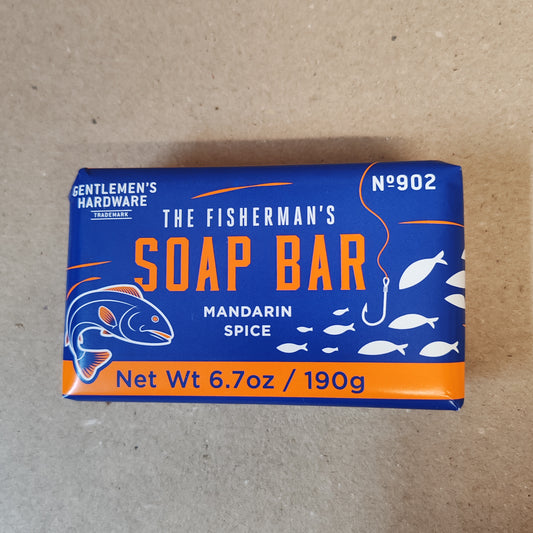 GENTLEMEN'S
HARDWARE
TRADEMARK
Nº902
THE FISHERMAN'S
SOAP BAR
MANDARIN
SPICE
Net Wt 6.7oz / 190g